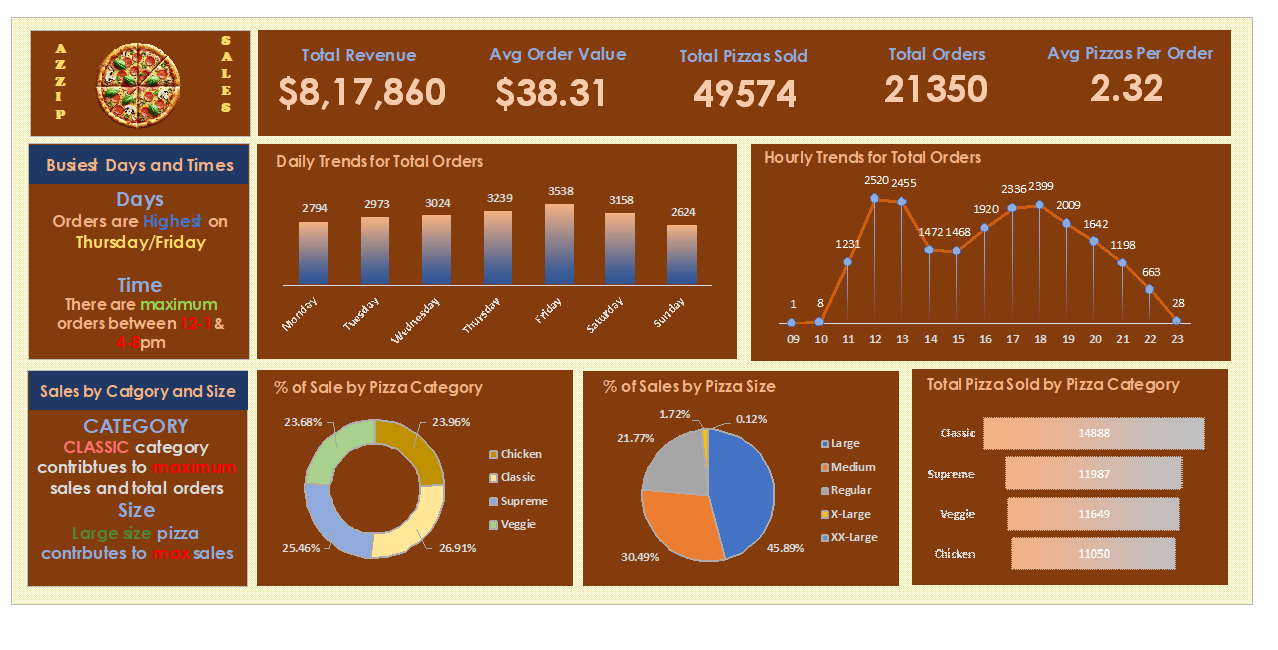 AZZIP
SALES
Total Revenue
$8,17,860
Avg Order Value
$38.31
Total Pizzas Sold
49574
Total Orders
21350
Avg Pizzas Per Order
2.32
Busiest Days and Times
Days
Orders are Highest on
Thursday/Friday
Time
There are maximum
orders between 12-1 &
4-8pm
Daily Trends for Total Orders
2794
2973
3024
3239
3538
3158
2624
Monday
Tuesday
Wednesday
Thursday
Friday
Saturday
Sunday
Hourly Trends for Total Orders
1
8
1231
2520
2455
1472
1468
1920
2336
2399
2009
1642
1198
663
28
09 10 11 12 13 14 15 16 17 18 19 20 21 22 23
Sales by Catgory and Size
CATEGORY
CLASSIC category
contribtues to maximum
sales and total orders
Size
Large size pizza
contrbutes to max sales
% of Sale by Pizza Category
23.68%
23.96%
25.46%
26.91%
Chicken
Classic
Supreme
Veggie
% of Sales by Pizza Size
1.72%
0.12%
21.77%
30.49%
45.89%
Large
Medium
Regular
X-Large
XX-Large
Total Pizza Sold by Pizza Category
Classic 14888
Supreme 11987
Veggie 11649
Chicken 11050